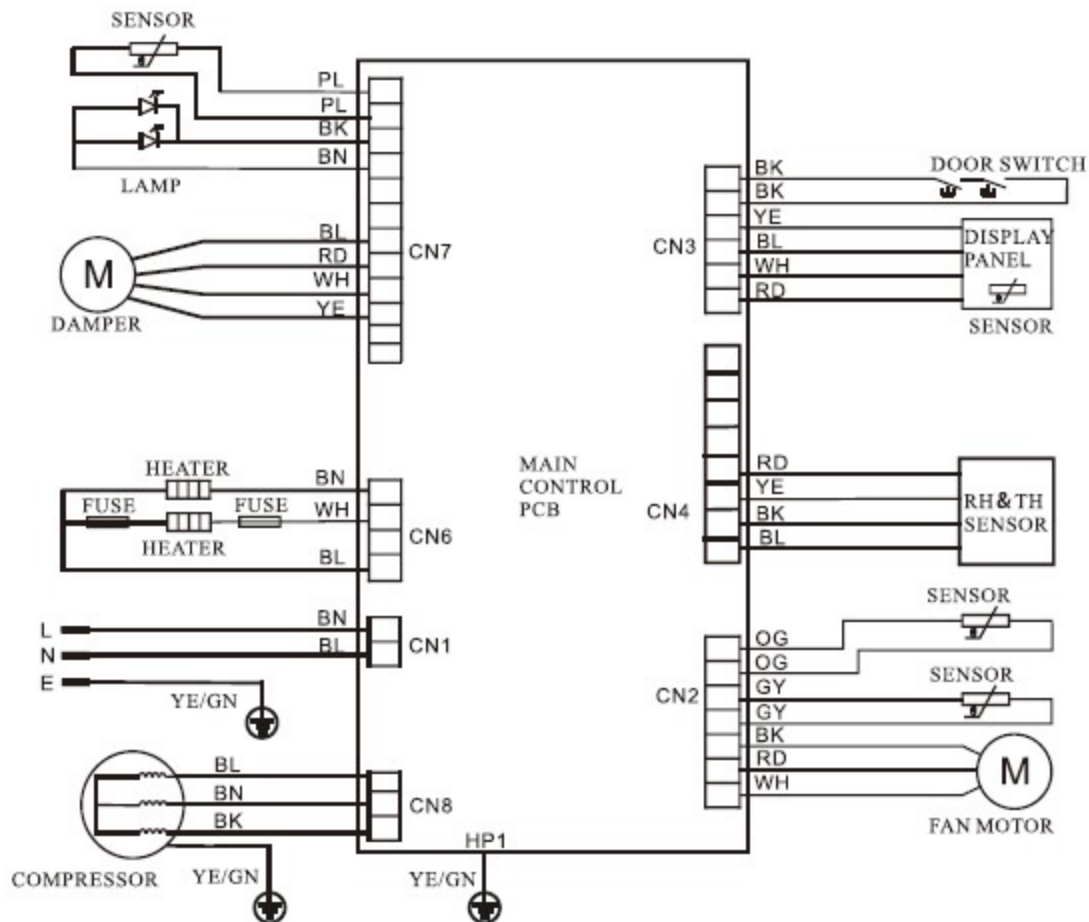 SENSOR
PL
PL
BK
BN
LAMP
BL
RD
WH
YE
CN7
M
DAMPER
HEATER
BN
FUSE
FUSE
WH
HEATER
CN6
BL
L
BN
N
BL
CN1
E
YE/GN
BL
BN
CN8
BK
COMPRESSOR
YE/GN
HP1
YE/GN
MAIN
CONTROL
PCB
BK
DOOR SWITCH
BK
YE
CN3
BL
WH
RD
DISPLAY
PANEL
SENSOR
RD
YE
CN4
BK
BL
RH&TH
SENSOR
SENSOR
OG
OG
SENSOR
CN2
GY
GY
BK
RD
WH
M
FAN MOTOR